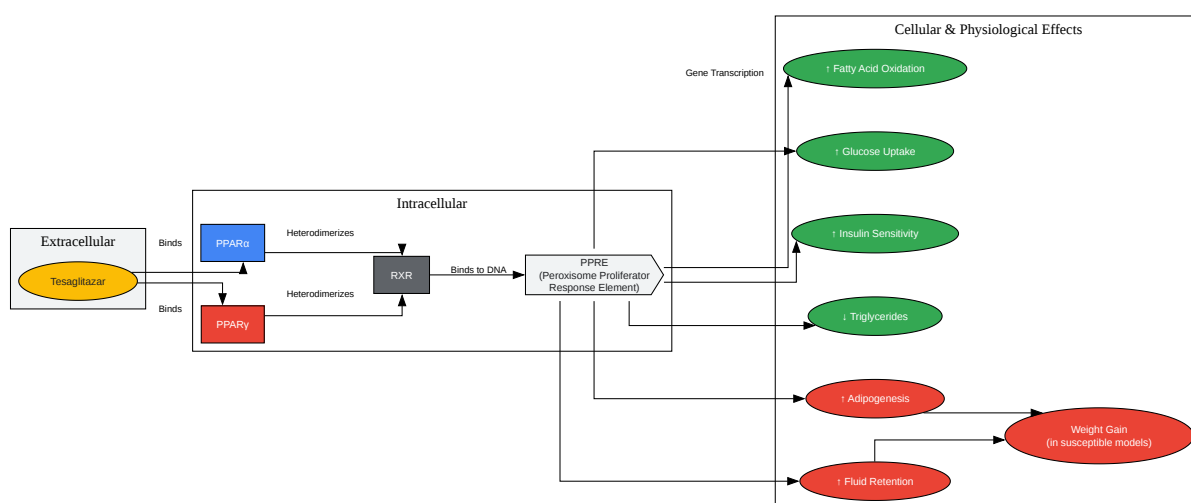 Cellular & Physiological Effects
Gene Transcription
↑ Fatty Acid Oxidation
↑ Glucose Uptake
Intracellular
Extracellular
Binds
PPARα
Heterodimerizes
↑ Insulin Sensitivity
Tesaglitazar
RXR
Binds to DNA
PPRE
(Peroxisome Proliferator
Response Element)
Heterodimerizes
Binds
PPARγ
↓ Triglycerides
↑ Adipogenesis
Weight Gain
(in susceptible models)
↑ Fluid Retention